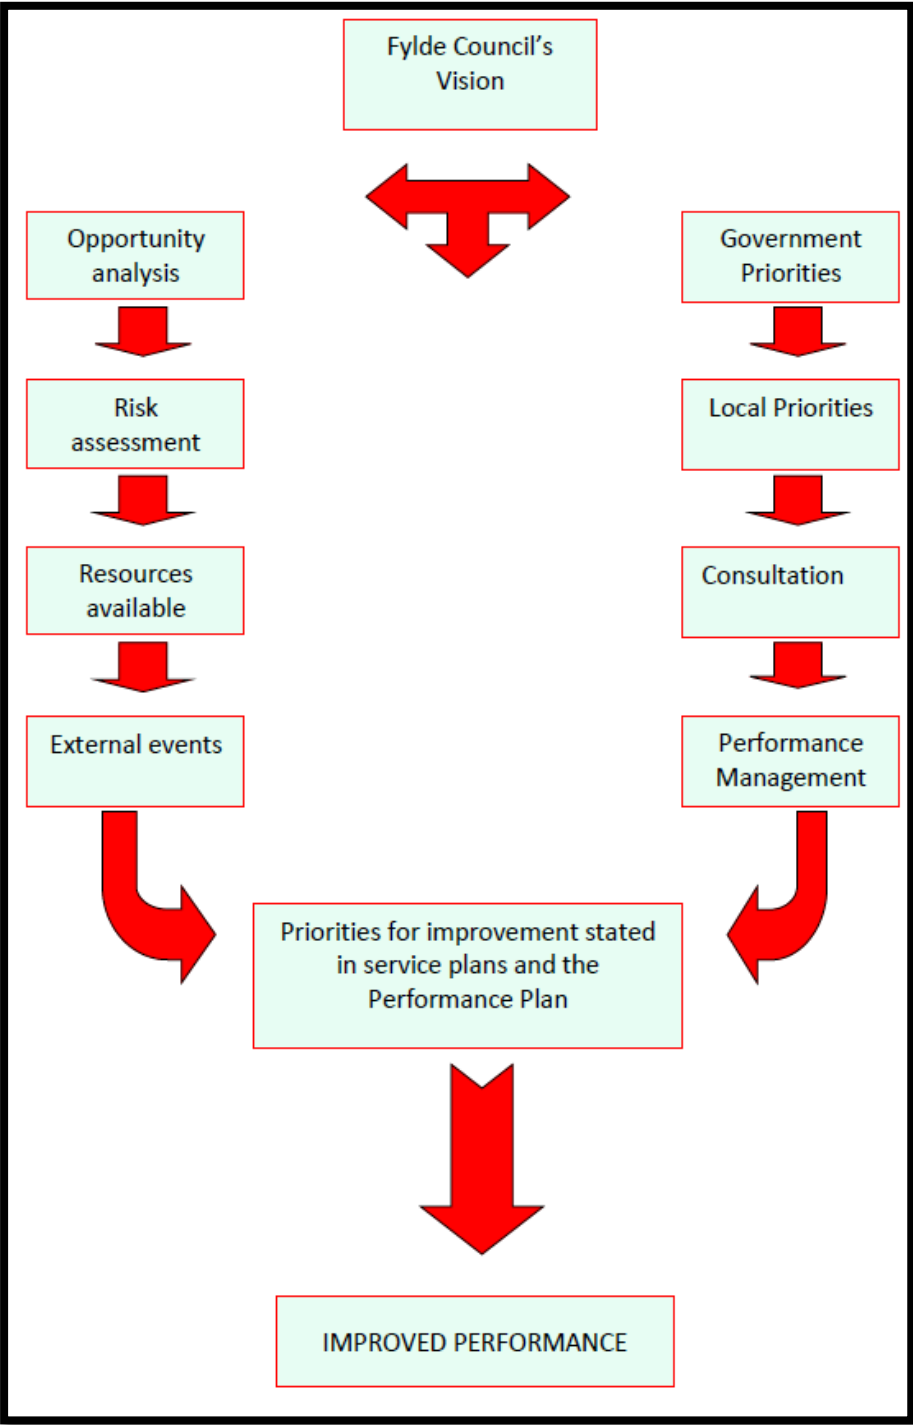 Fylde Council’s
Vision
Opportunity
analysis
Government
Priorities
Risk
assessment
Local Priorities
Resources
available
Consultation
External events
Performance
Management
Priorities for improvement stated
in service plans and the
Performance Plan
IMPROVED PERFORMANCE